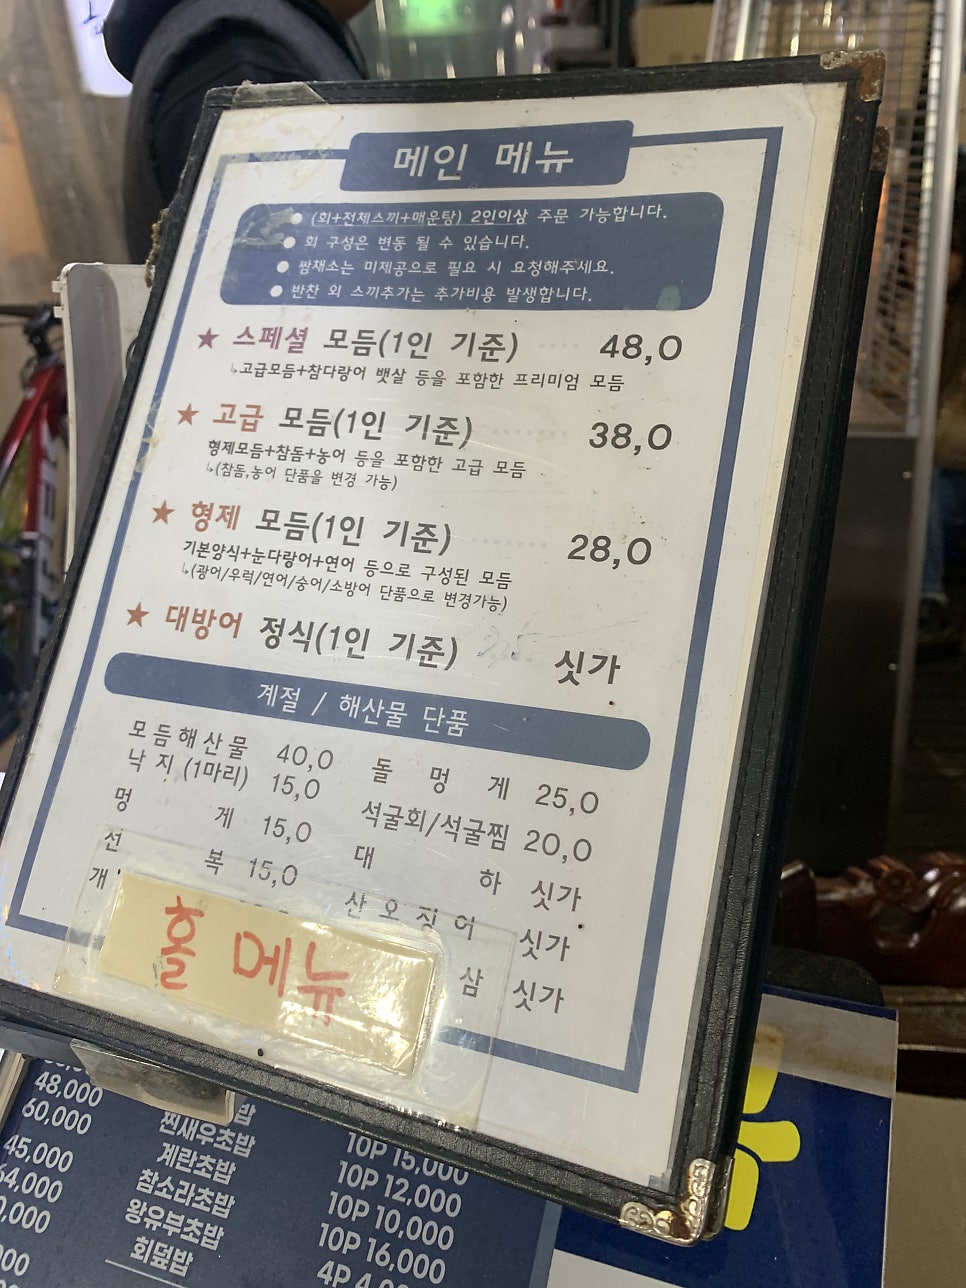 메인 메뉴
(회+전체스끼+매운탕) 2인이상 주문 가능합니다.
회 구성은 변동 될 수 있습니다.
쌈채소는 미제공으로 필요 시 요청해주세요.
반찬 외 스끼추가는 추가비용 발생합니다.
★ 스페셜 모듬(1인 기준) 48,0
↳고급모듬+참다랑어 뱃살 등을 포함한 프리미엄 모듬
★ 고급 모듬(1인 기준) 38,0
형제모듬+참돔+농어 등을 포함한 고급 모듬
↳(참돔,농어 단품을 변경 가능)
★ 형제 모듬(1인 기준) 28,0
기본양식+눈다랑어+연어 등으로 구성된 모듬
↳(광어/우럭/연어/숭어/소방어 단품으로 변경가능)
★ 대방어 정식(1인 기준) 싯가
계절 / 해산물 단품
모듬해산물 40,0 돌 멍 게 25,0
낙지(1마리) 15,0 석굴회/석굴찜 20,0
멍 게 15,0 대 하 싯가
전 복 15,0 산 오 징 어 싯가
개 삼 싯가
홀 메뉴
48,000 밥
60,000 찐새우초밥 10P 15,000
45,000 계란초밥 10P 12,000
64,000 참소라초밥 10P 10,000
왕유부초밥 10P 16,000
회덮밥